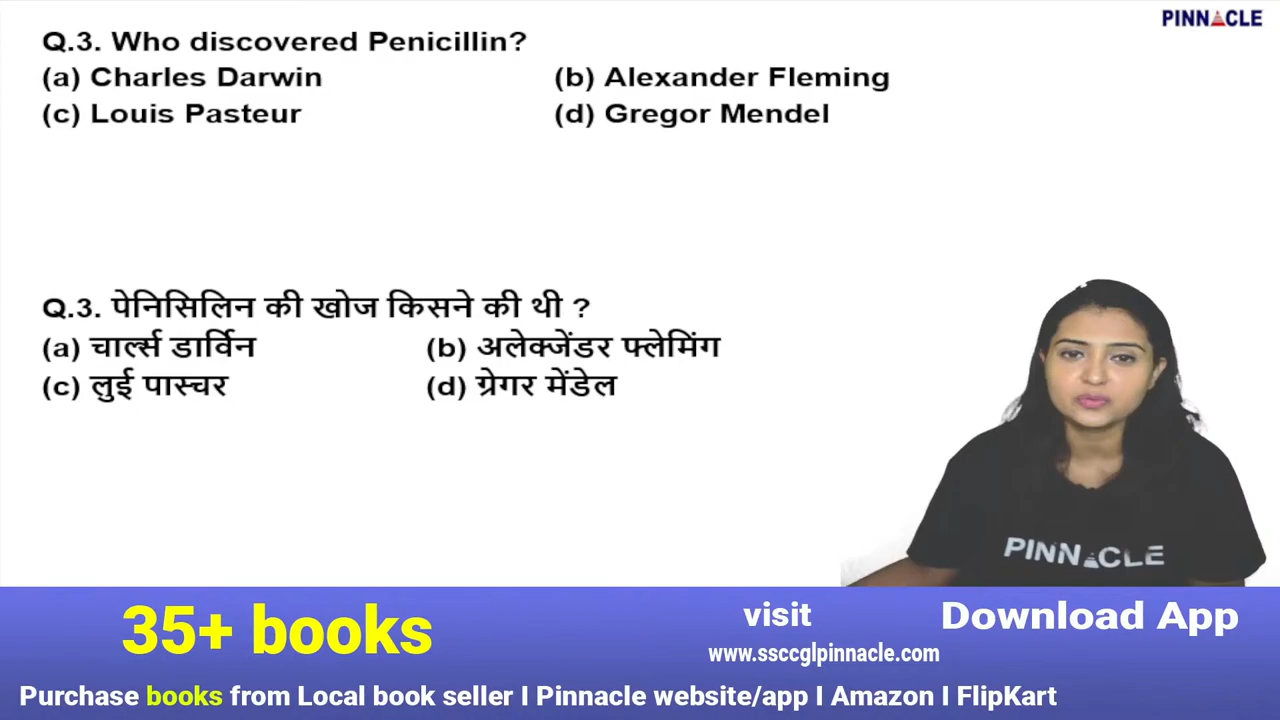 PINNACLE
Q.3. Who discovered Penicillin?
(a) Charles Darwin (b) Alexander Fleming
(c) Louis Pasteur (d) Gregor Mendel
Q.3. पेनिसिलिन की खोज किसने की थी ?
(a) चार्ल्स डार्विन (b) अलेक्जेंडर फ्लेमिंग
(c) लुई पास्चर (d) ग्रेगर मेंडेल
PINNACLE
35+ books
visit
www.ssccglpinnacle.com
Download App
Purchase books from Local book seller I Pinnacle website/app I Amazon I FlipKart